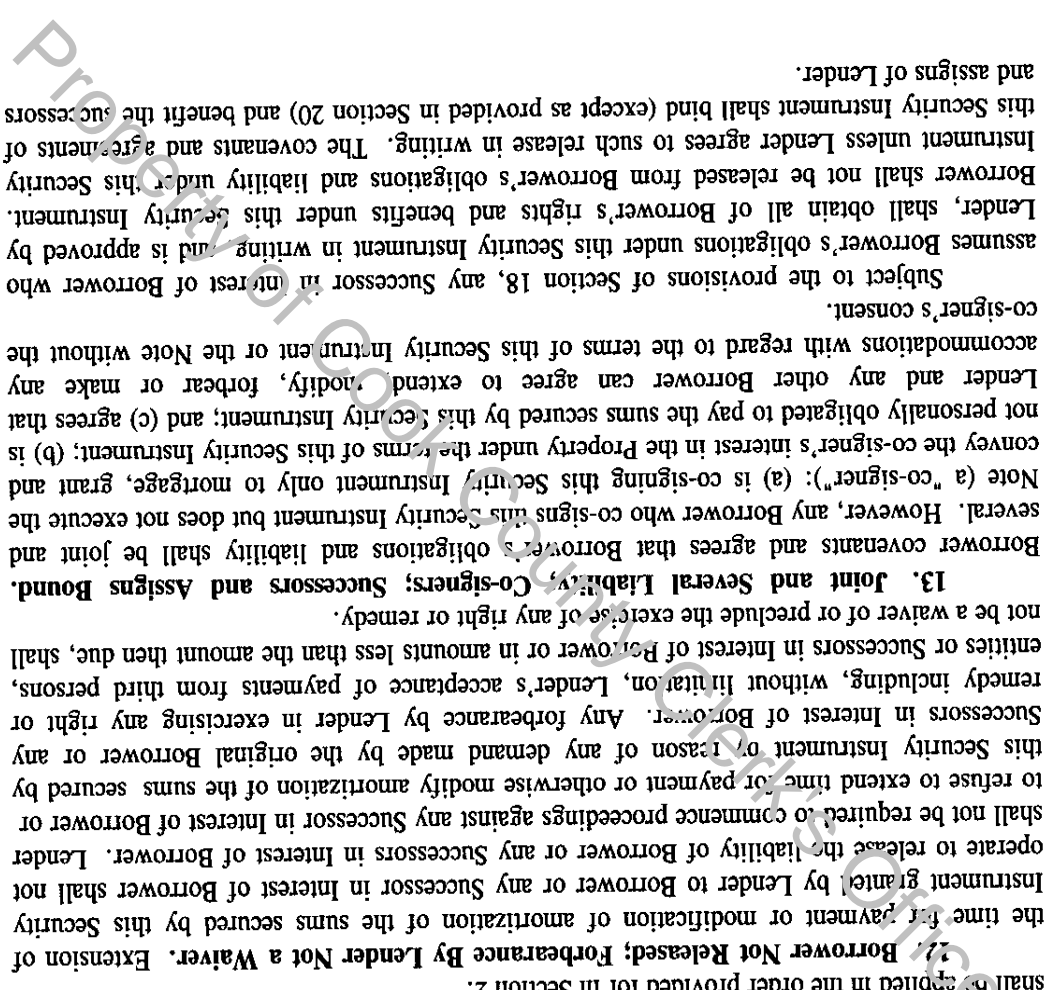 shall be applied in the order provided for in Section 2.
12. Borrower Not Released; Forbearance By Lender Not a Waiver. Extension of
the time for payment or modification of amortization of the sums secured by this Security
Instrument granted by Lender to Borrower or any Successor in Interest of Borrower shall not
operate to release the liability of Borrower or any Successors in Interest of Borrower. Lender
shall not be required to commence proceedings against any Successor in Interest of Borrower or
to refuse to extend time for payment or otherwise modify amortization of the sums secured by
this Security Instrument by reason of any demand made by the original Borrower or any
Successors in Interest of Borrower. Any forbearance by Lender in exercising any right or
remedy including, without limitation, Lender's acceptance of payments from third persons,
entities or Successors in Interest of Borrower or in amounts less than the amount then due, shall
not be a waiver of or preclude the exercise of any right or remedy.
13. Joint and Several Liability; Co-signers; Successors and Assigns Bound.
Borrower covenants and agrees that Borrower's obligations and liability shall be joint and
several. However, any Borrower who co-signs this Security Instrument but does not execute the
Note (a "co-signer"): (a) is co-signing this Security Instrument only to mortgage, grant and
convey the co-signer's interest in the Property under the terms of this Security Instrument; (b) is
not personally obligated to pay the sums secured by this Security Instrument; and (c) agrees that
Lender and any other Borrower can agree to extend, modify, forbear or make any
accommodations with regard to the terms of this Security Instrument or the Note without the
co-signer's consent.
Subject to the provisions of Section 18, any Successor in Interest of Borrower who
assumes Borrower's obligations under this Security Instrument in writing and is approved by
Lender, shall obtain all of Borrower's rights and benefits under this Security Instrument.
Borrower shall not be released from Borrower's obligations and liability under this Security
Instrument unless Lender agrees to such release in writing. The covenants and agreements of
this Security Instrument shall bind (except as provided in Section 20) and benefit the successors
and assigns of Lender.
Property of Cook County Clerk's Office